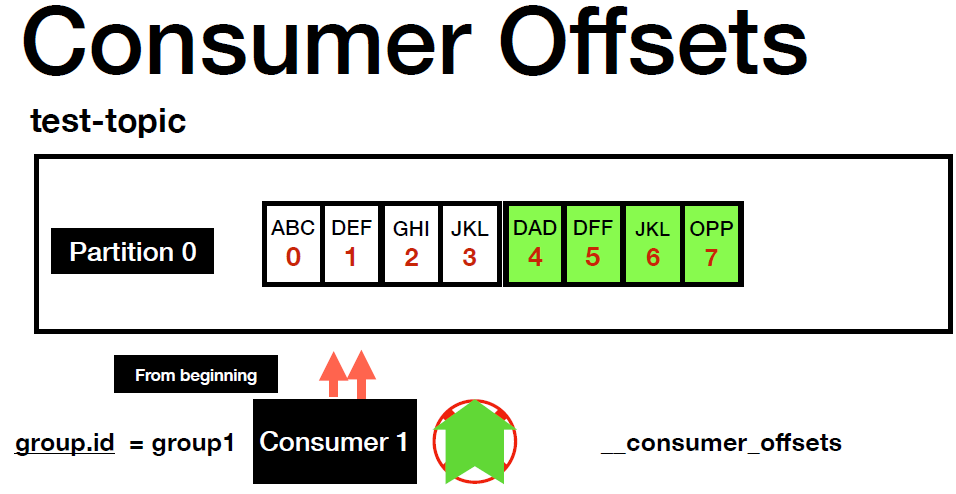 Consumer Offsets
test-topic
Partition 0
ABC DEF GHI JKL DAD DFF JKL OPP
0 1 2 3 4 5 6 7
From beginning
group.id = group1
Consumer 1
__consumer_offsets